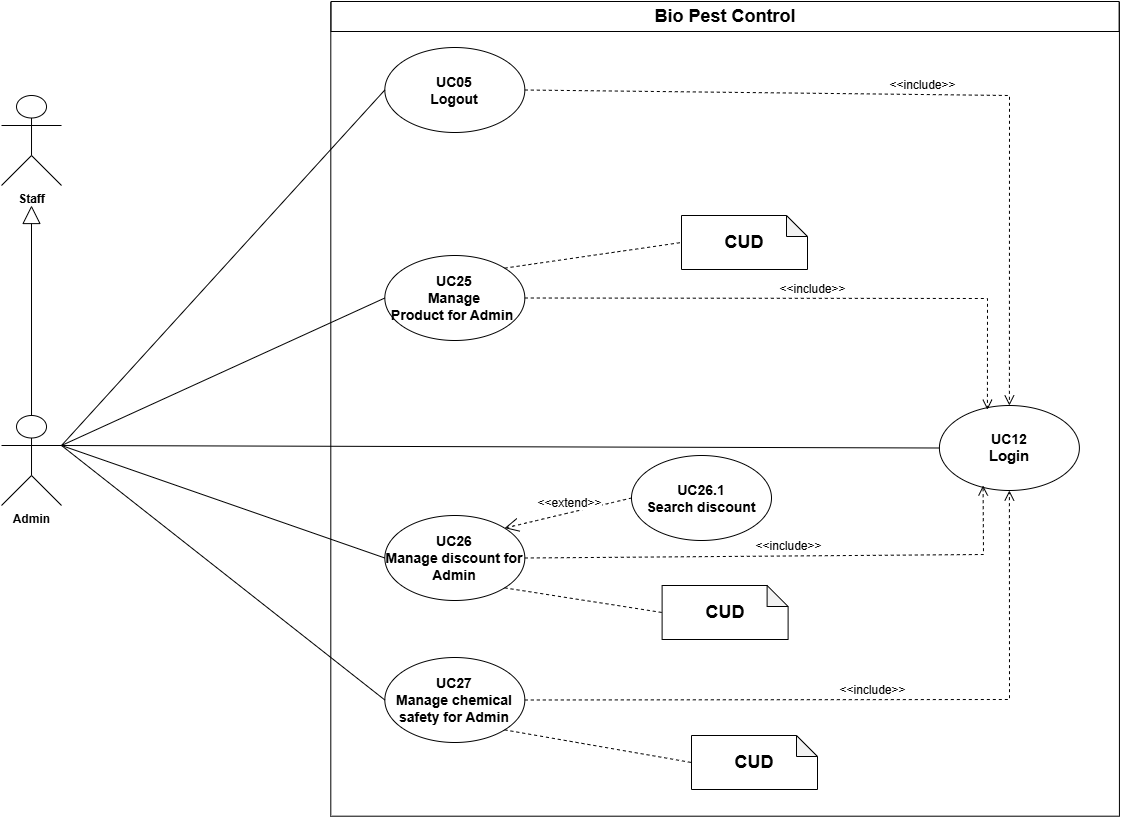 Bio Pest Control
UC05
Logout
<<include>>
Staff
CUD
UC25
Manage
Product for Admin
<<include>>
Admin
UC12
Login
UC26.1
Search discount
<<extend>>
UC26
Manage discount for
Admin
<<include>>
CUD
UC27
Manage chemical
safety for Admin
<<include>>
CUD